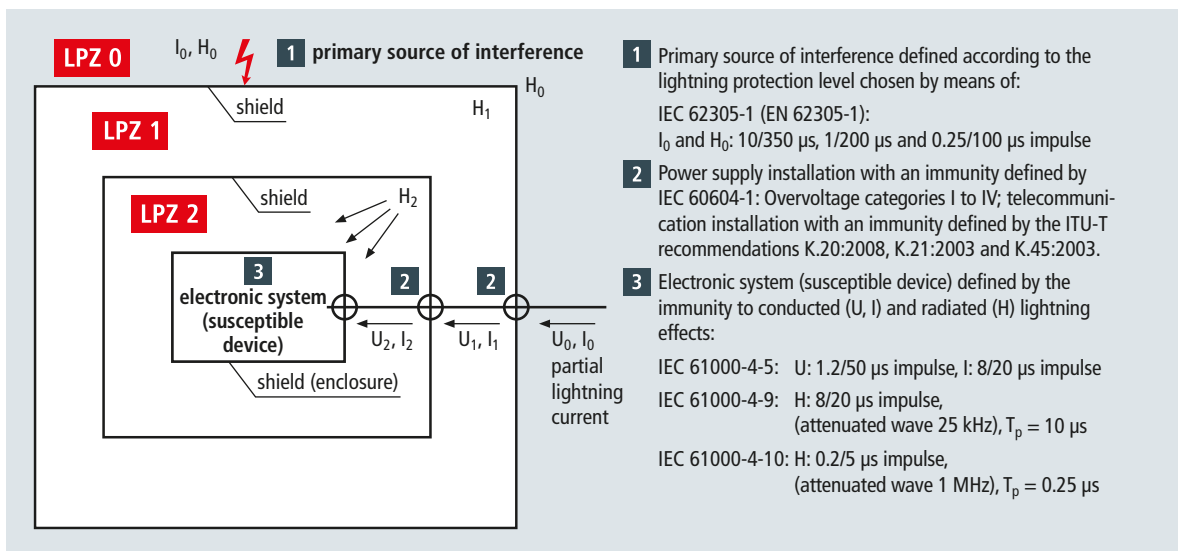 LPZ 0
I₀, H₀
1 primary source of interference
H₀
shield
H₁
LPZ 1
shield
H₂
LPZ 2
3
electronic system
(susceptible
device)
2
2
U₂, I₂
U₁, I₁
U₀, I₀
partial
lightning
current
shield (enclosure)
1 Primary source of interference defined according to the
lightning protection level chosen by means of:
IEC 62305-1 (EN 62305-1):
I₀ and H₀: 10/350 µs, 1/200 µs and 0.25/100 µs impulse
2 Power supply installation with an immunity defined by
IEC 60604-1: Overvoltage categories I to IV; telecommuni-
cation installation with an immunity defined by the ITU-T
recommendations K.20:2008, K.21:2003 and K.45:2003.
3 Electronic system (susceptible device) defined by the
immunity to conducted (U, I) and radiated (H) lightning
effects:
IEC 61000-4-5: U: 1.2/50 µs impulse, I: 8/20 µs impulse
IEC 61000-4-9: H: 8/20 µs impulse,
(attenuated wave 25 kHz), Tₚ = 10 µs
IEC 61000-4-10: H: 0.2/5 µs impulse,
(attenuated wave 1 MHz), Tₚ = 0.25 µs